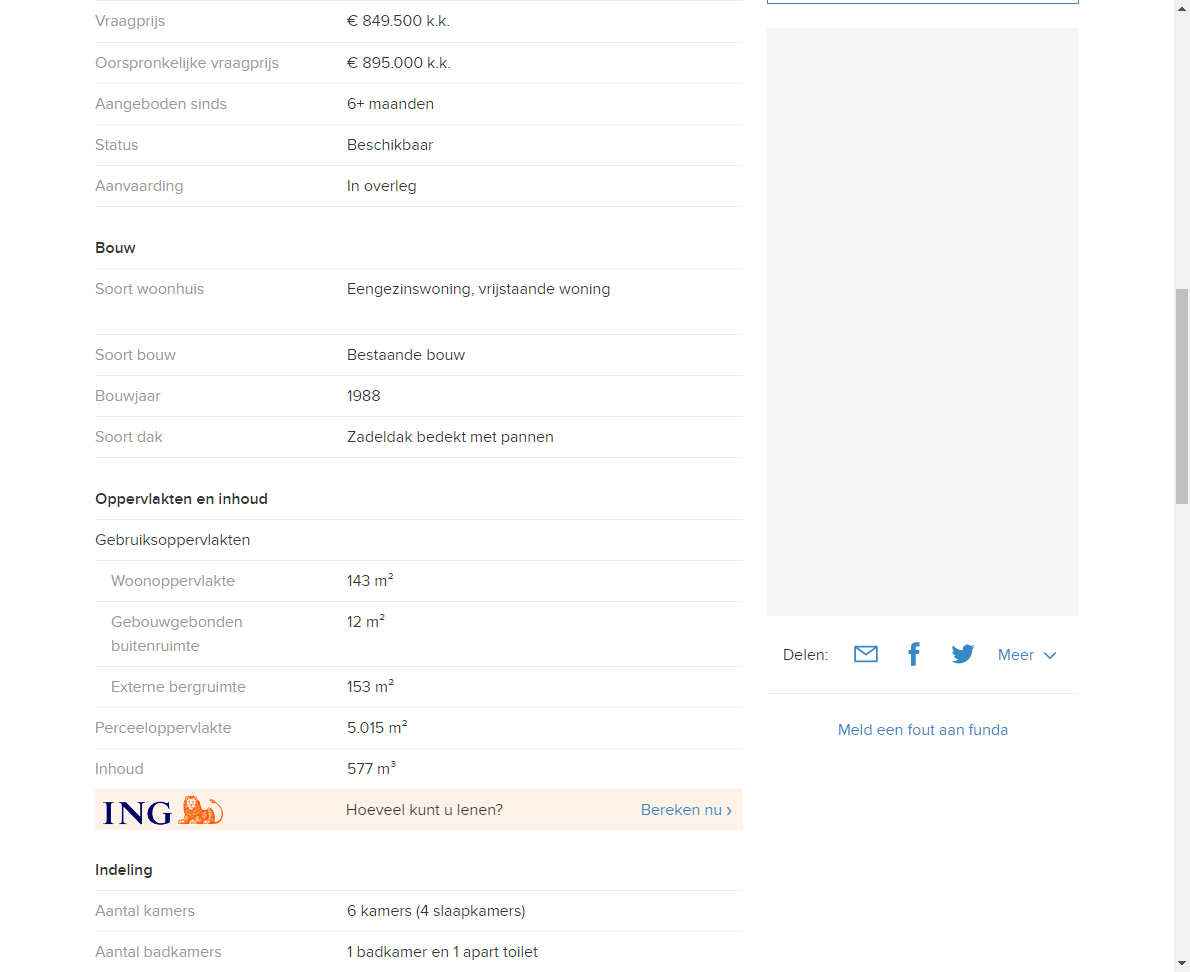 Vraagprijs € 849.500 k.k.
Oorspronkelijke vraagprijs € 895.000 k.k.
Aangeboden sinds 6+ maanden
Status Beschikbaar
Aanvaarding In overleg
Bouw
Soort woonhuis Eengezinswoning, vrijstaande woning
Soort bouw Bestaande bouw
Bouwjaar 1988
Soort dak Zadeldak bedekt met pannen
Oppervlakten en inhoud
Gebruiksoppervlakten
Woonoppervlakte 143 m²
Gebouwgebonden 12 m²
buitenruimte
Externe bergruimte 153 m²
Perceeloppervlakte 5.015 m²
Inhoud 577 m³
ING Hoeveel kunt u lenen? Bereken nu ›
Indeling
Aantal kamers 6 kamers (4 slaapkamers)
Aantal badkamers 1 badkamer en 1 apart toilet
Delen: Meer
Meld een fout aan funda